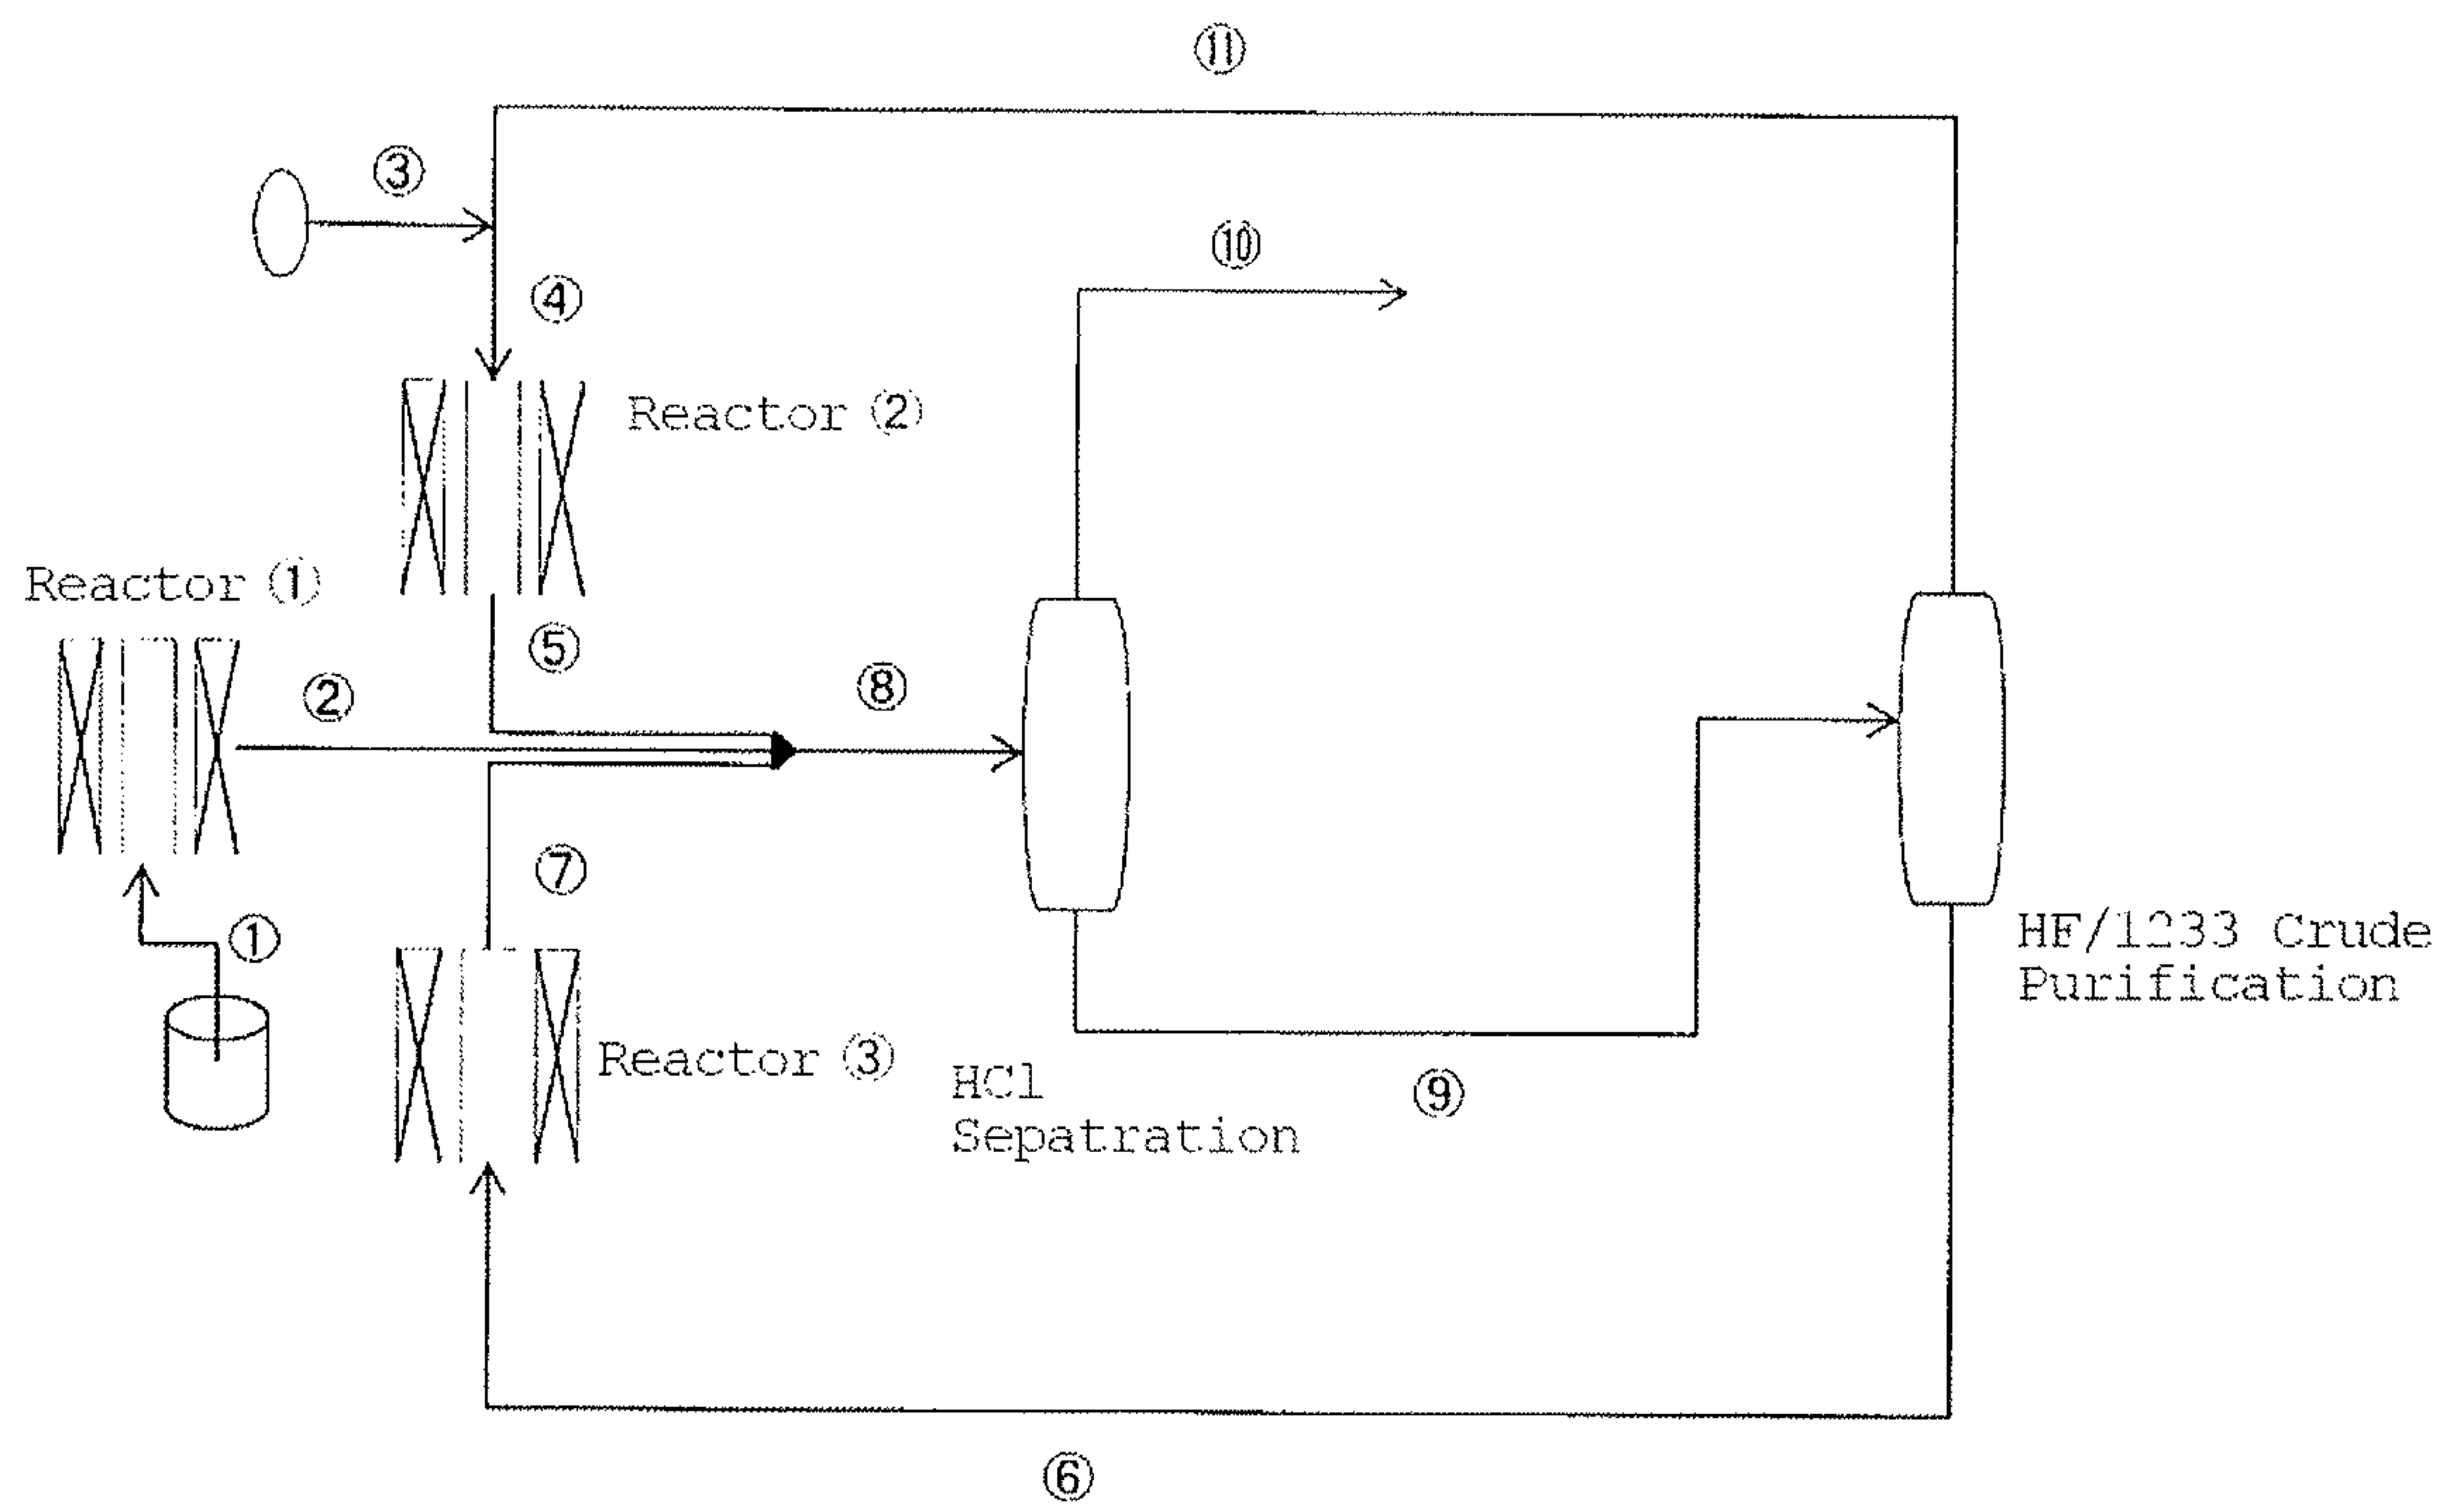 ⑪
③
⑩
④
Reactor ②
Reactor ①
⑤
②
⑧
⑦
①
HF/1233 Crude
Purification
Reactor ③
HCl
Sepatration
⑨
⑥